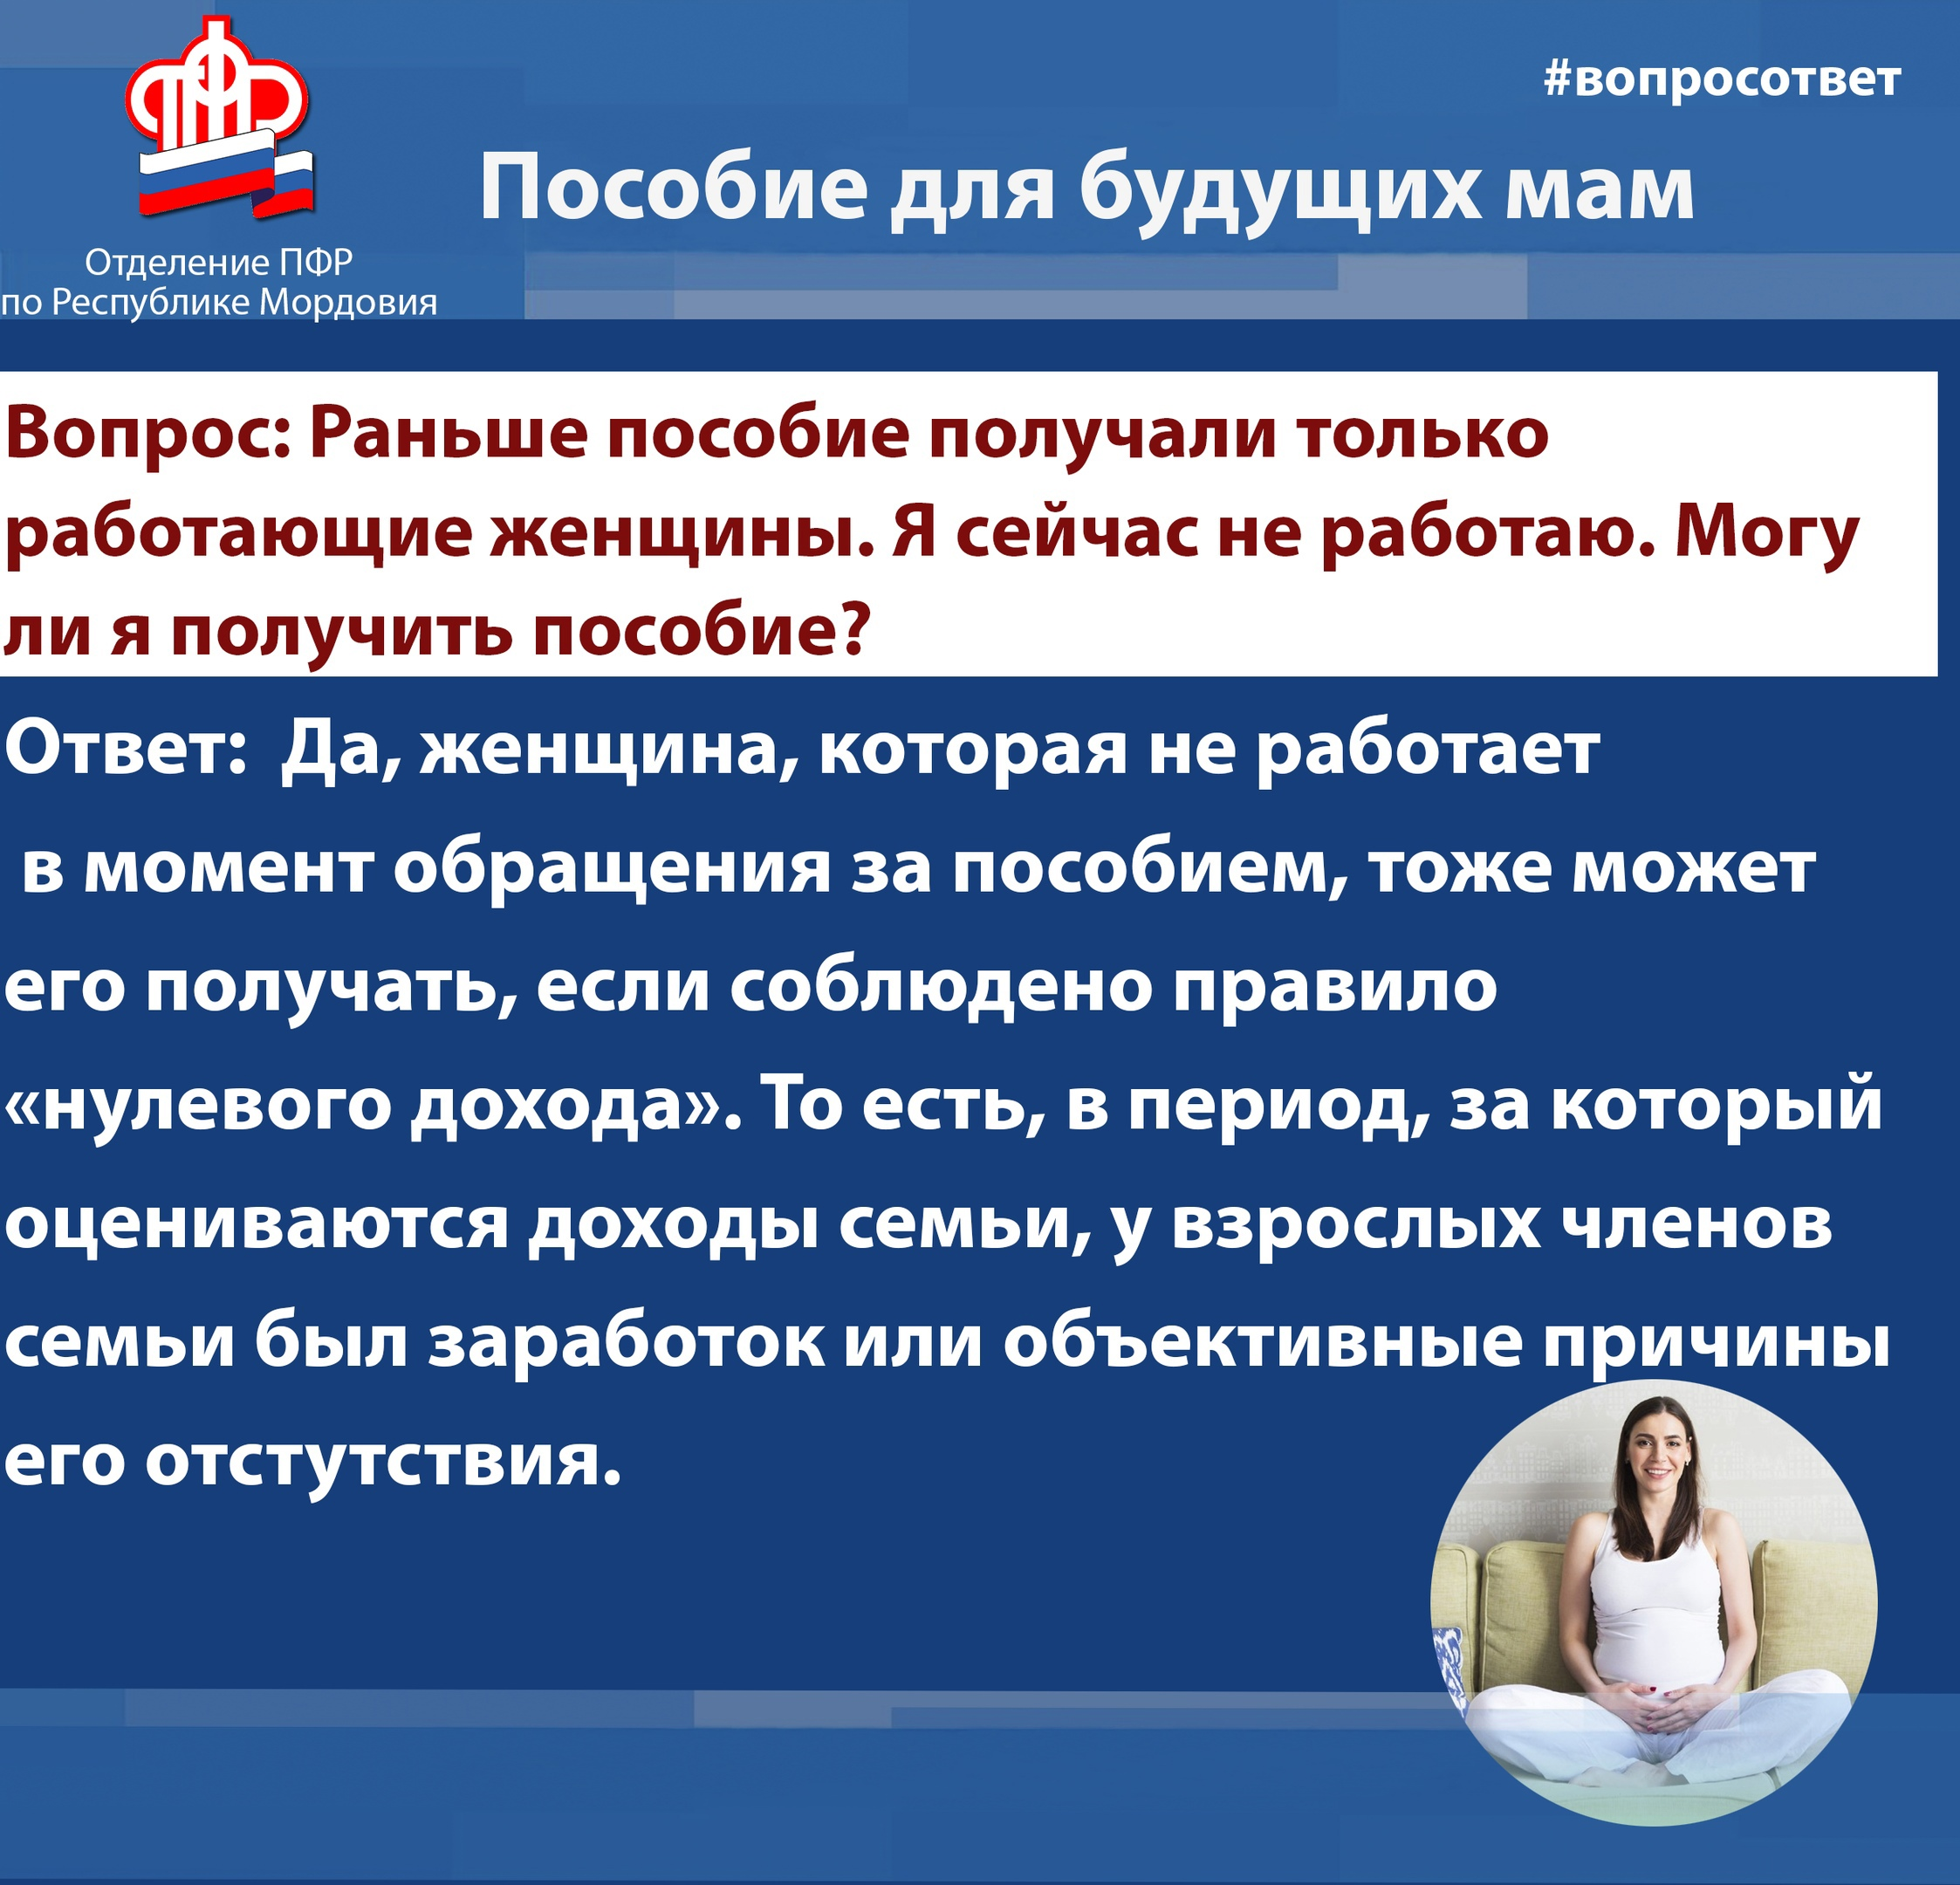 #вопросответ
Пособие для будущих мам
Отделение ПФР
по Республике Мордовия
Вопрос: Раньше пособие получали только
работающие женщины. Я сейчас не работаю. Могу
ли я получить пособие?
Ответ: Да, женщина, которая не работает
в момент обращения за пособием, тоже может
его получать, если соблюдено правило
«нулевого дохода». То есть, в период, за который
оцениваются доходы семьи, у взрослых членов
семьи был заработок или объективные причины
его отстутствия.